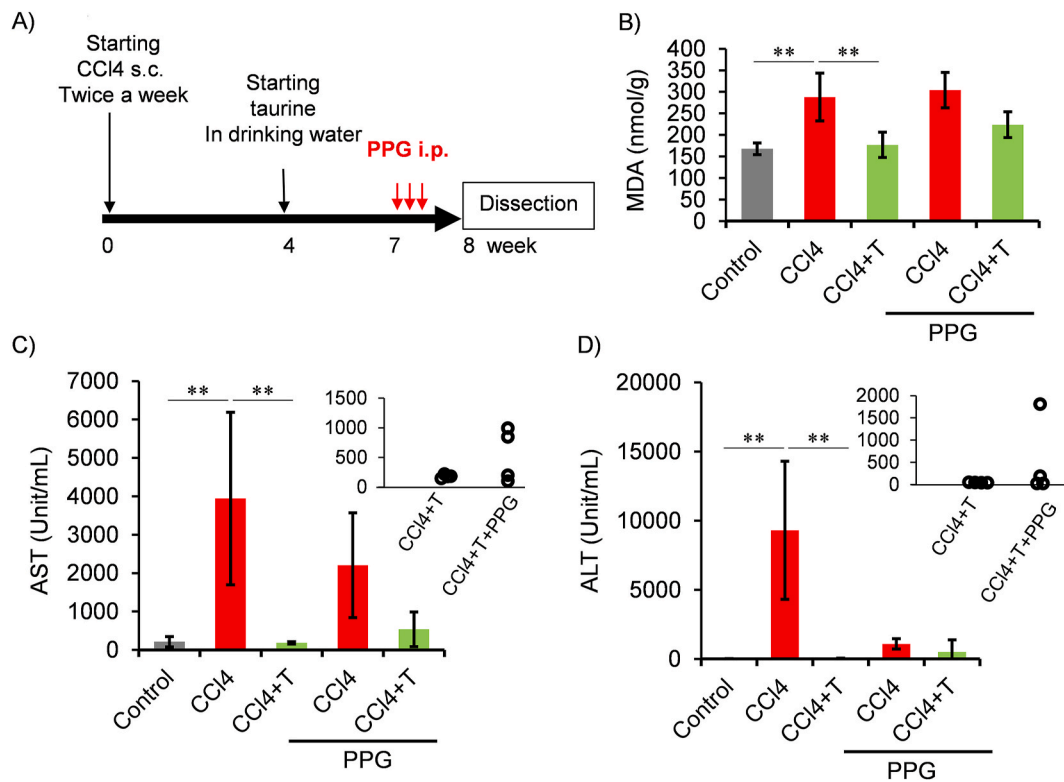 A)
Starting
CCl4 s.c.
Twice a week
Starting
taurine
In drinking water
PPG i.p.
Dissection
0
4
7
8 week
B)
MDA (nmol/g)
400
350
300
250
200
150
100
50
0
** **
Control
CCl4
CCl4+T
CCl4
CCl4+T
PPG
C)
AST (Unit/mL)
7000
6000
5000
4000
3000
2000
1000
0
** **
1500
1000
500
0
CCl4+T
CCl4+T+PPG
Control
CCl4
CCl4+T
CCl4
CCl4+T
PPG
D)
ALT (Unit/mL)
20000
15000
10000
5000
0
** **
2000
1500
1000
500
0
CCl4+T
CCl4+T+PPG
Control
CCl4
CCl4+T
CCl4
CCl4+T
PPG